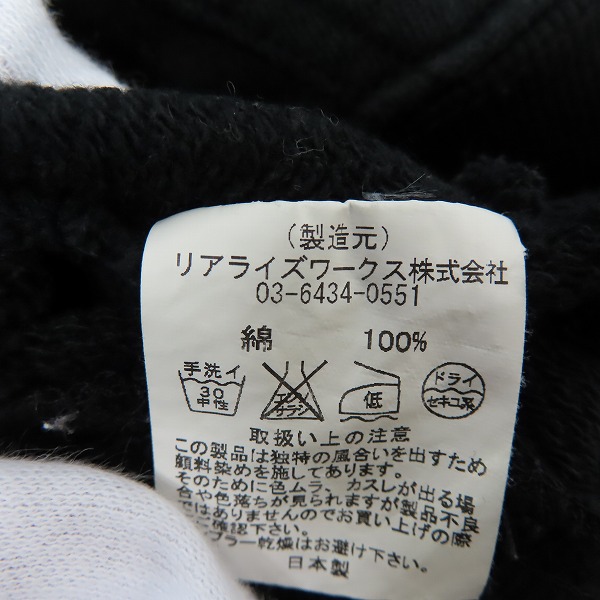 (製造元)
リアライズワークス株式会社
03-6434-0551
綿 100%
手洗イ 30 中性
エンソサラシ
低
ドライ セキユ系
取扱い上の注意
この製品は独特の風合いを出すため
顔料染めを施してあります。
そのために色ムラ、カスレが出る場
合や色落ちが見られますが製品不良
ではありませんのでお買い上げの際
ご確認下さい。
ブラー乾燥はお避け下さい。
日本製